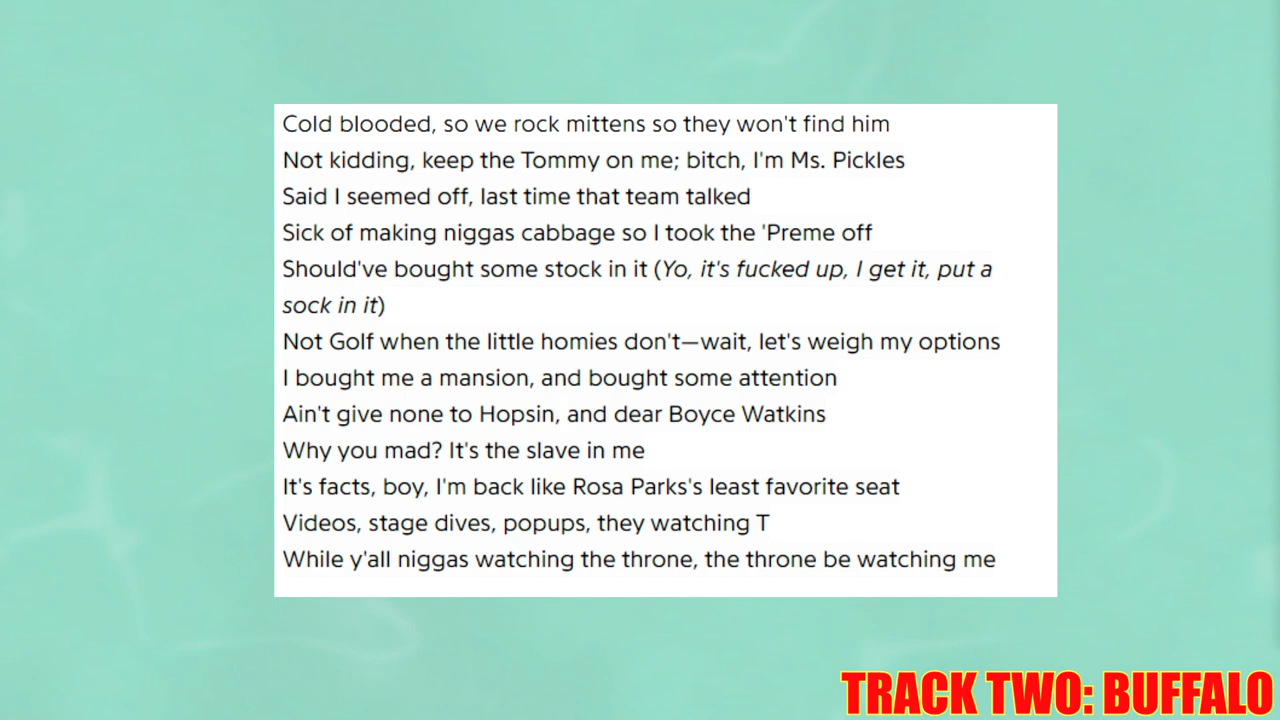 Cold blooded, so we rock mittens so they won't find him
Not kidding, keep the Tommy on me; bitch, I'm Ms. Pickles
Said I seemed off, last time that team talked
Sick of making niggas cabbage so I took the 'Preme off
Should've bought some stock in it (Yo, it's fucked up, I get it, put a
sock in it)
Not Golf when the little homies don't—wait, let's weigh my options
I bought me a mansion, and bought some attention
Ain't give none to Hopsin, and dear Boyce Watkins
Why you mad? It's the slave in me
It's facts, boy, I'm back like Rosa Parks's least favorite seat
Videos, stage dives, popups, they watching T
While y'all niggas watching the throne, the throne be watching me
TRACK TWO: BUFFALO